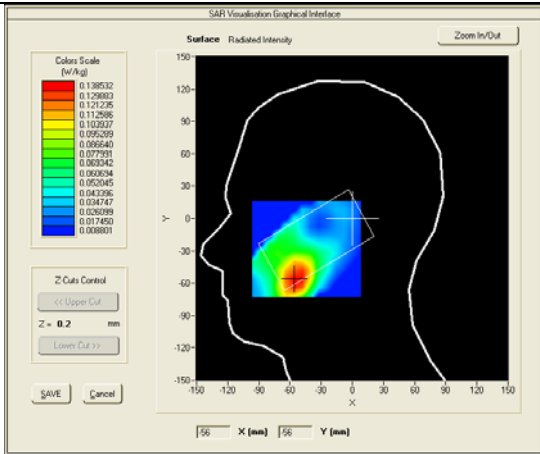 SAR Visualisation Graphical Interface
Surface Radiated Intensity
Zoom In/Out
Colors Scale
(W/kg)
0.138532
0.129883
0.121235
0.112586
0.103937
0.095289
0.086640
0.077991
0.069342
0.060694
0.052045
0.043396
0.034747
0.026099
0.017450
0.008801
Z Cuts Control
<< Upper Cut
Z = 0.2 mm
Lower Cut >>
SAVE Cancel
150
120
90
60
30
0
-30
-60
-90
-120
-150
Y
-150 -120 -90 -60 -30 0 30 60 90 120 150
X
-56 X (mm) -56 Y (mm)